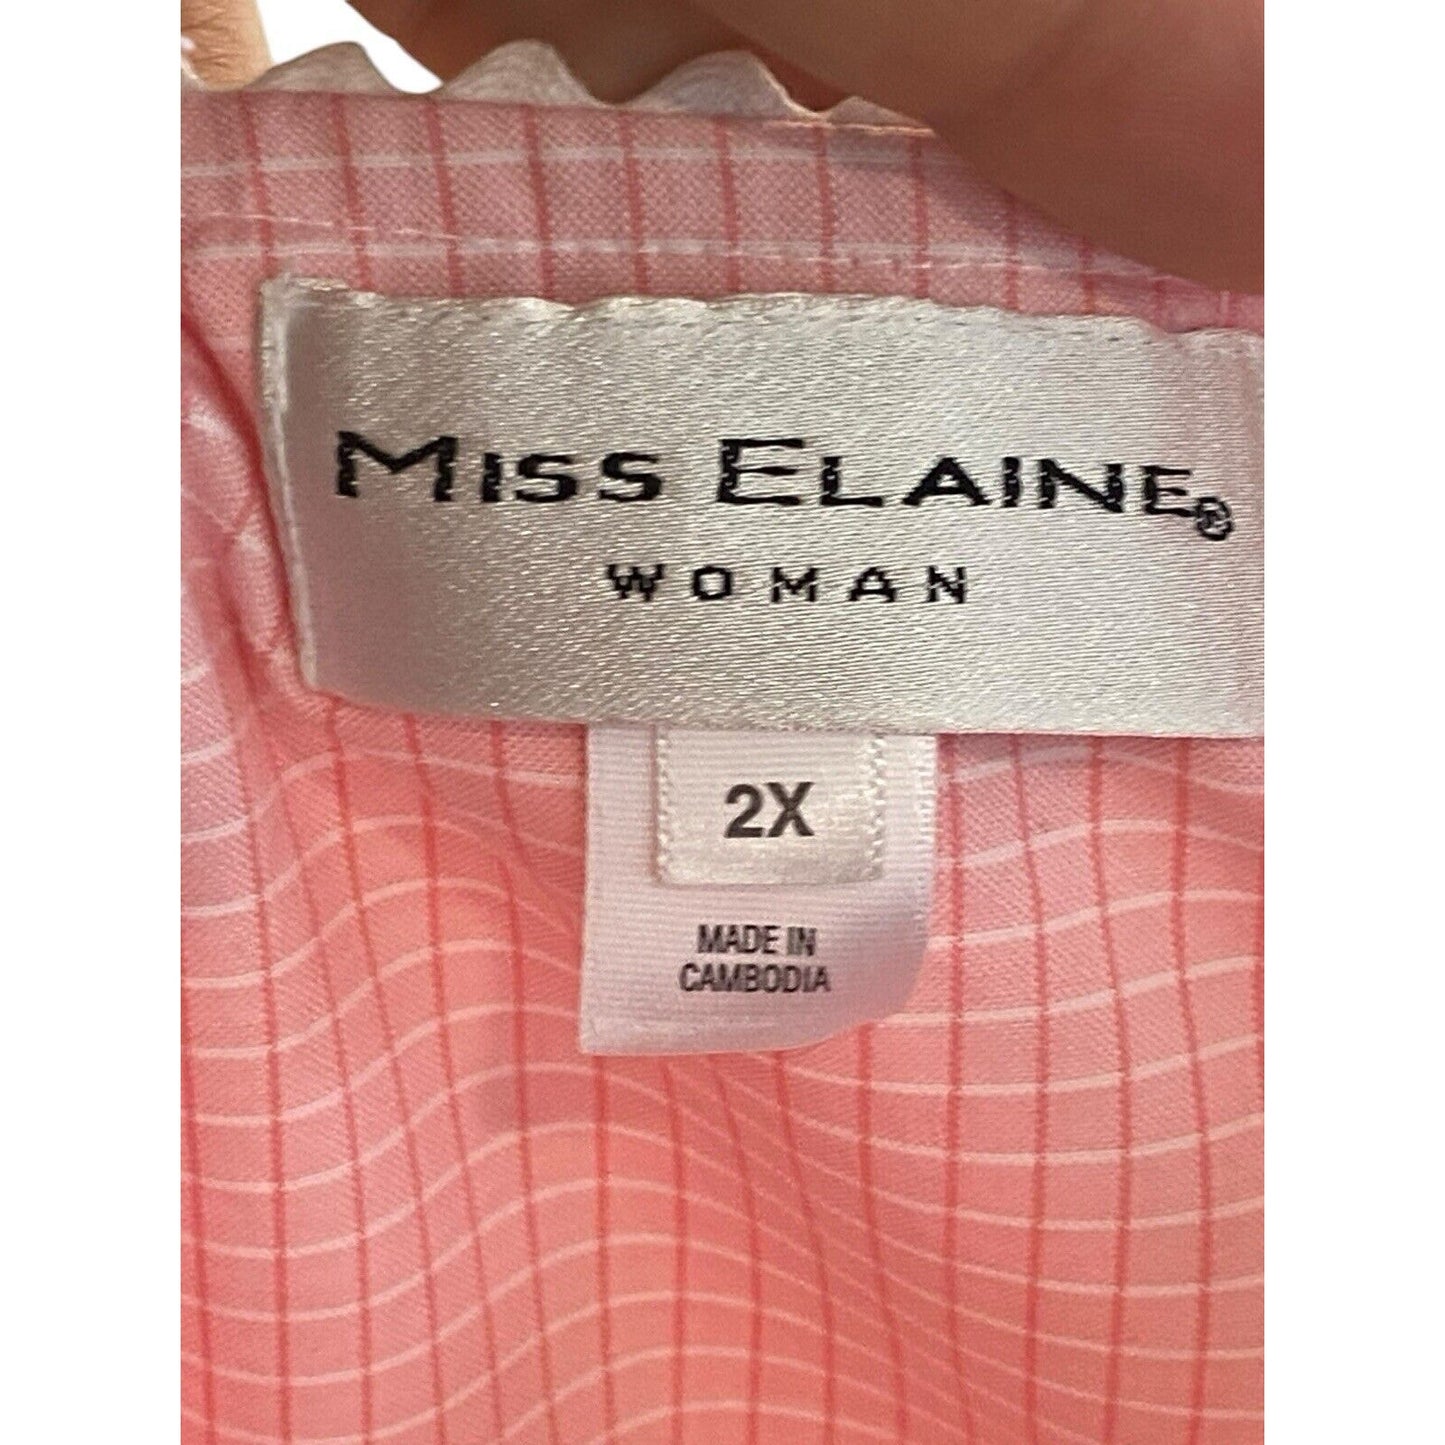 MISS ELAINE®
WOMAN
2X
MADE IN
CAMBODIA